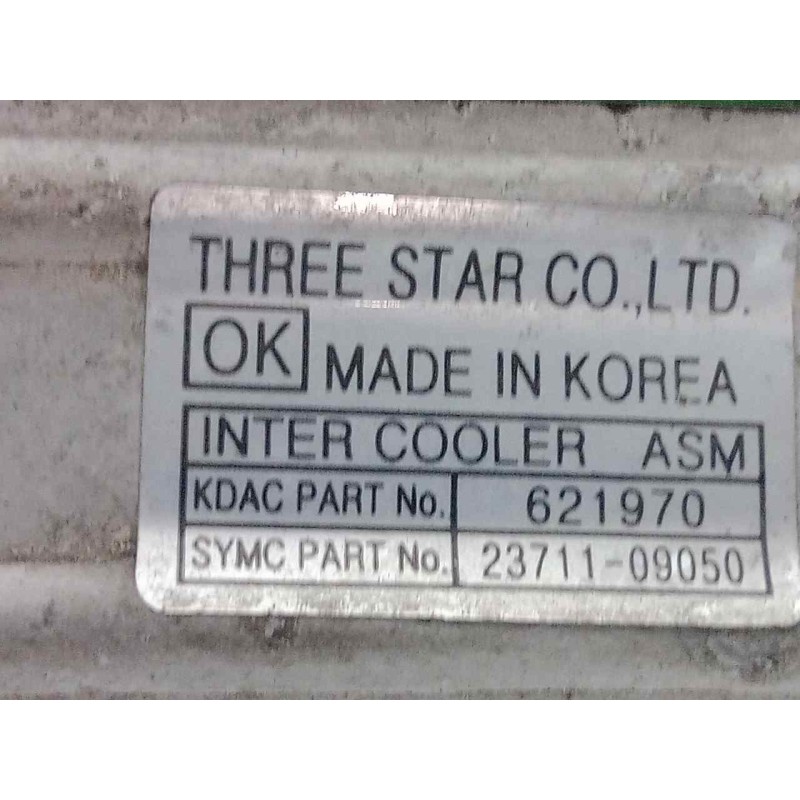 THREE STAR CO.,LTD.
OK MADE IN KOREA
INTER COOLER ASM
KDAC PART No. 621970
SYMC PART No. 23711-09050